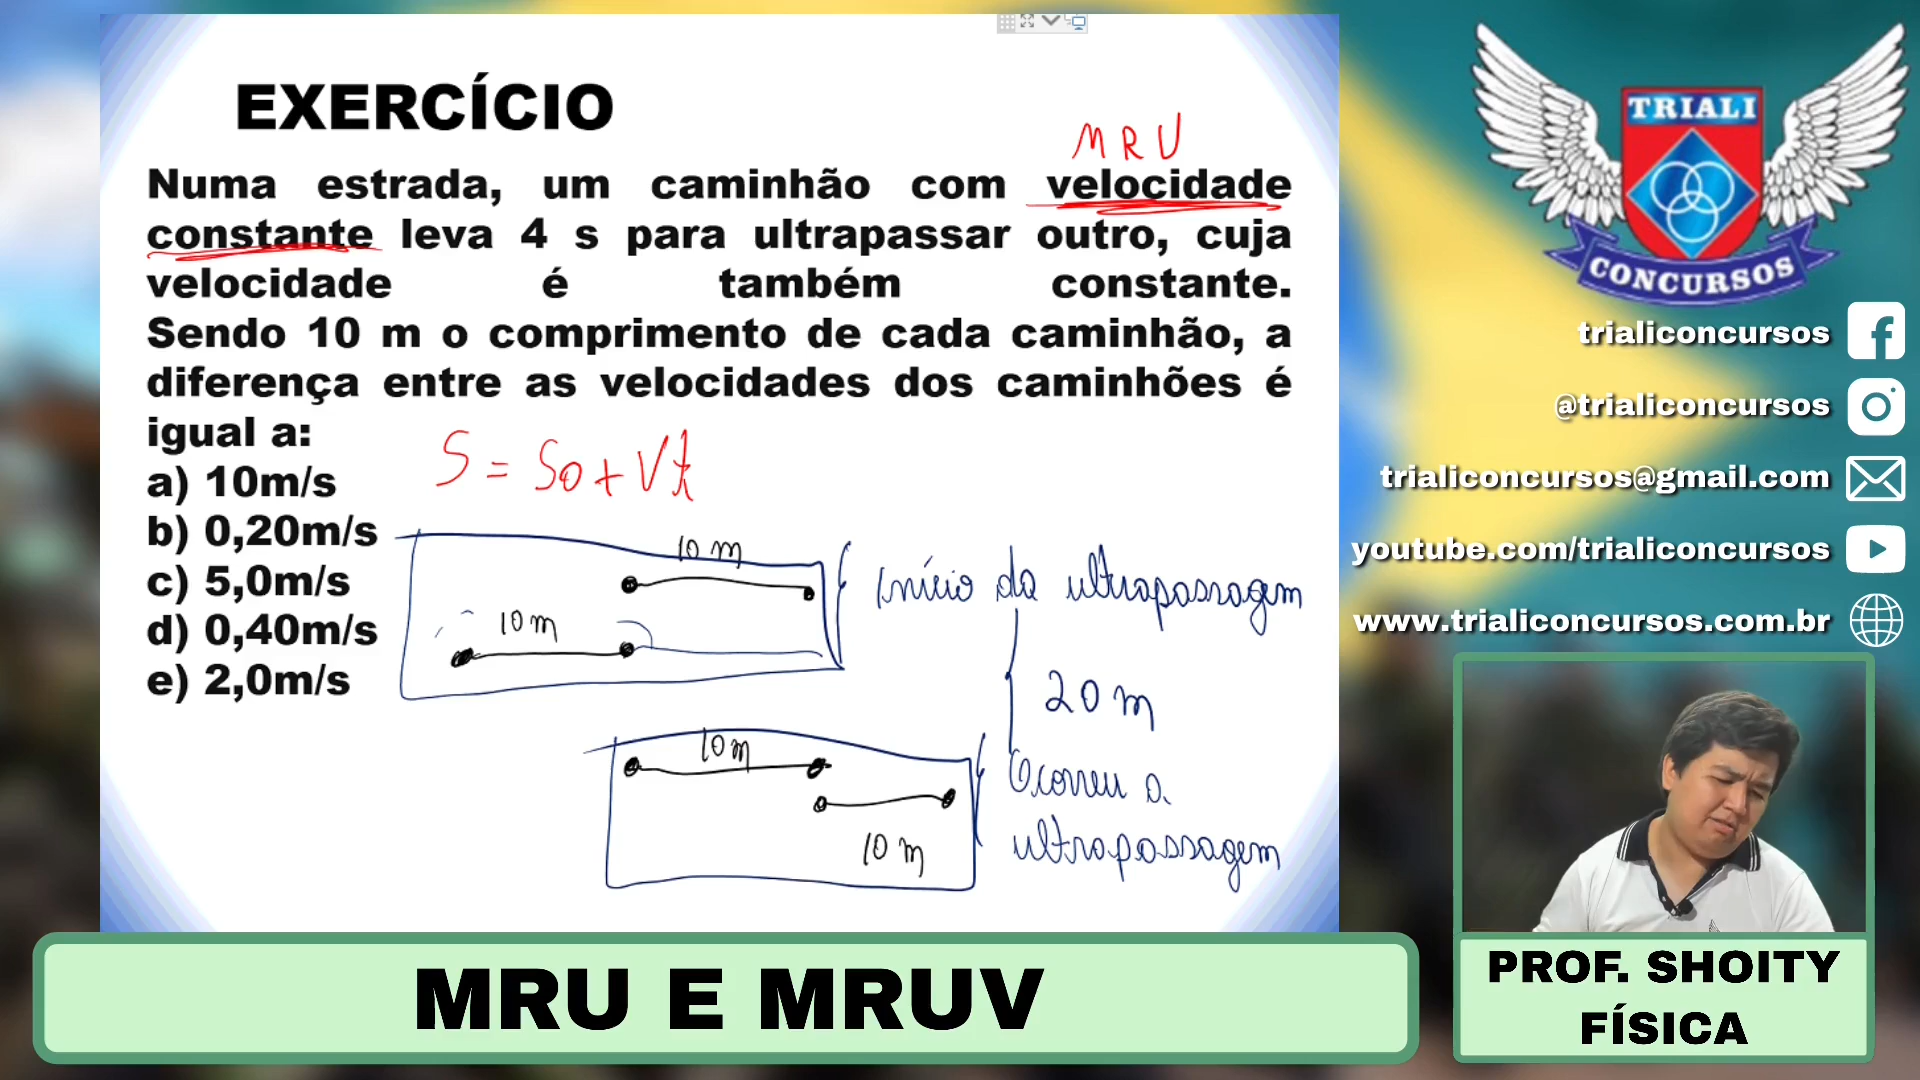 EXERCÍCIO
MRU
Numa estrada, um caminhão com velocidade
constante leva 4 s para ultrapassar outro, cuja
velocidade é também constante.
Sendo 10 m o comprimento de cada caminhão, a
diferença entre as velocidades dos caminhões é
igual a:
a) 10m/s
b) 0,20m/s
c) 5,0m/s
d) 0,40m/s
e) 2,0m/s
S = So + Vt
10 m
10 m
Início da ultrapassagem
20 m
10 m
10 m
Ocorreu a
ultrapassagem
TRIALI
CONCURSOS
trialiconcursos
@trialiconcursos
trialiconcursos@gmail.com
youtube.com/trialiconcursos
www.trialiconcursos.com.br
MRU E MRUV
PROF. SHOITY
FÍSICA